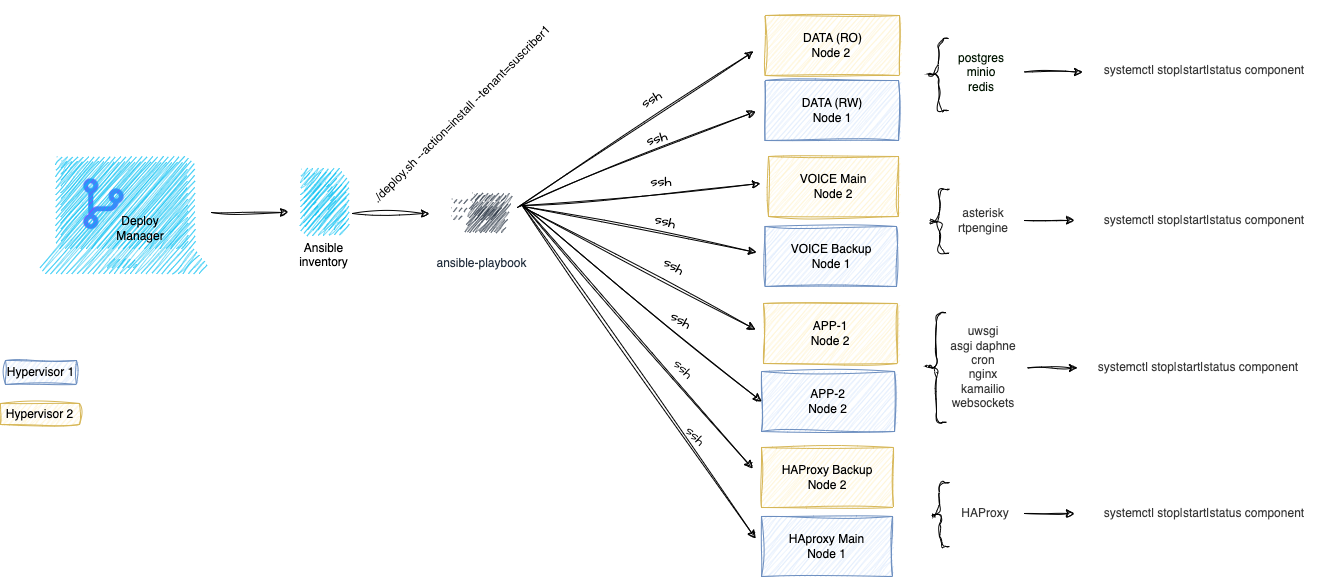 ./deploy.sh --action=install --tenant=suscriber1
Deploy
Manager
Ansible
inventory
ansible-playbook
Hypervisor 1
Hypervisor 2
ssh
ssh
ssh
ssh
ssh
ssh
ssh
ssh
DATA (RO)
Node 2
DATA (RW)
Node 1
postgres
minio
redis
systemctl stop|start|status component
VOICE Main
Node 2
VOICE Backup
Node 1
asterisk
rtpengine
systemctl stop|start|status component
APP-1
Node 2
APP-2
Node 2
uwsgi
asgi daphne
cron
nginx
kamailio
websockets
systemctl stop|start|status component
HAProxy Backup
Node 2
HAproxy Main
Node 1
HAProxy
systemctl stop|start|status component